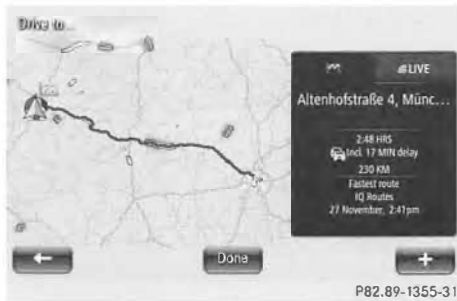 Drive to...
LIVE
Altenhofstraße 4, Münc...
2:48 HRS
Incl. 17 MIN delay
230 KM
Fastest route
IQ Routes
27 November, 2:41pm
Done
P82.89-1355-31